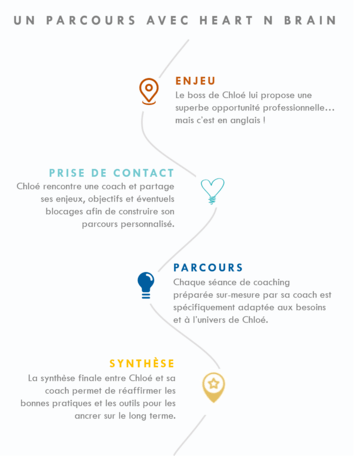 UN PARCOURS AVEC HEART N BRAIN
ENJEU
Le boss de Chloé lui propose une
superbe opportunité professionnelle...
mais c'est en anglais !
PRISE DE CONTACT
Chloé rencontre une coach et partage
ses enjeux, objectifs et éventuels
blocages afin de construire son
parcours personnalisé.
PARCOURS
Chaque séance de coaching
préparée sur-mesure par sa coach est
spécifiquement adaptée aux besoins
et à l'univers de Chloé.
SYNTHÈSE
La synthèse finale entre Chloé et sa
coach permet de réaffirer les
bonnes pratiques et les outils pour les
ancrer sur le long terme.